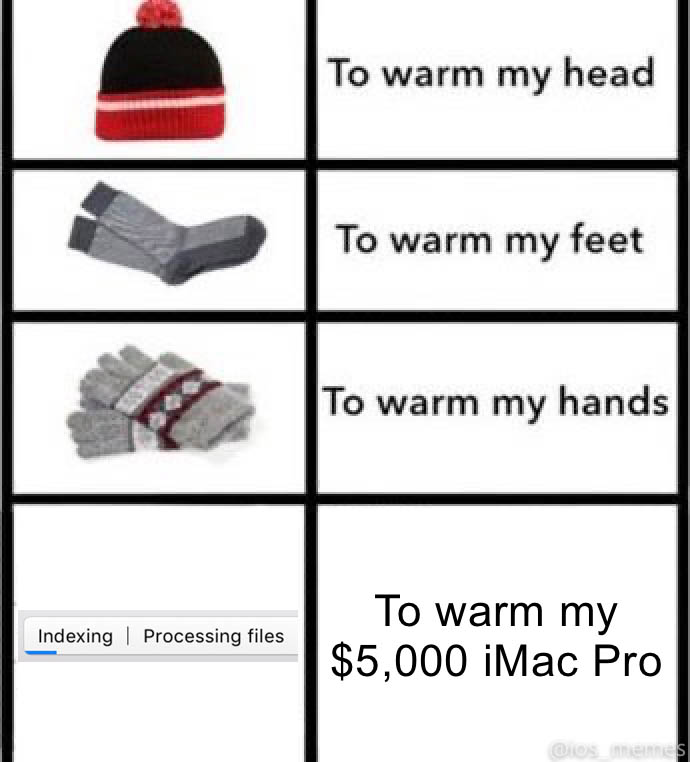 To warm my head
To warm my feet
To warm my hands
Indexing | Processing files
To warm my
$5,000 iMac Pro
@ios_memes